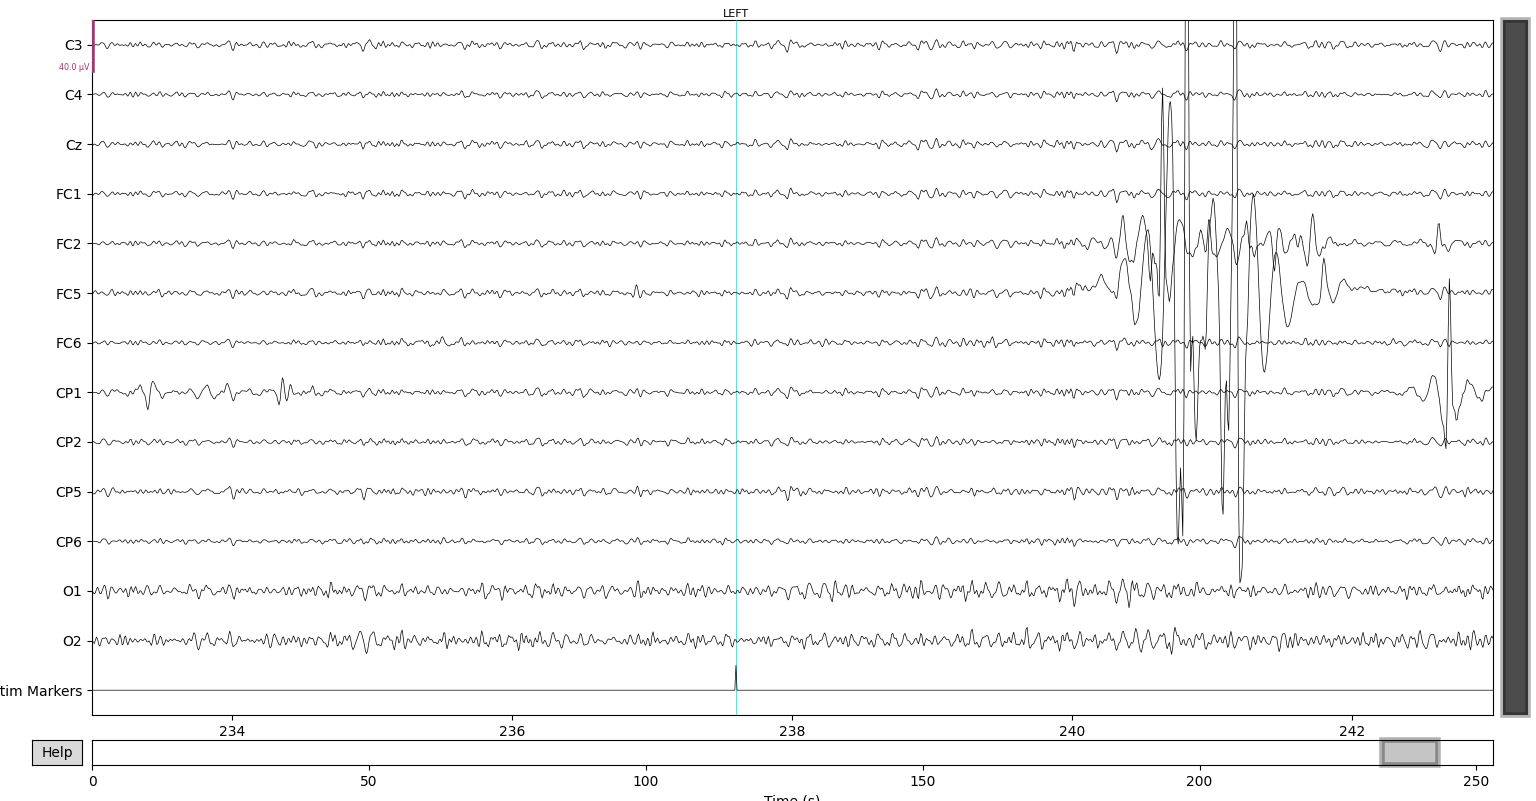 LEFT
C3
40.0 µV
C4
Cz
FC1
FC2
FC5
FC6
CP1
CP2
CP5
CP6
O1
O2
tim Markers
234 236 238 240 242
Help
0 50 100 150 200 250
Time (s)